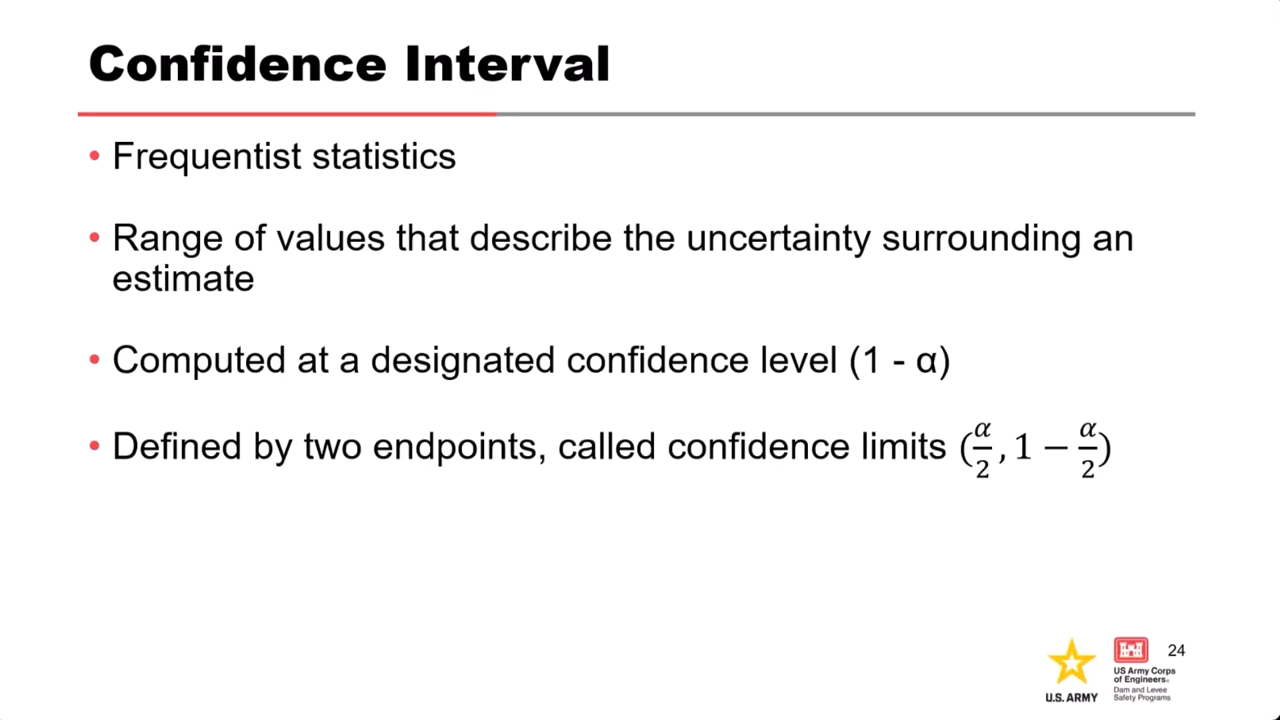 Confidence Interval
• Frequentist statistics
• Range of values that describe the uncertainty surrounding an
estimate
• Computed at a designated confidence level (1 - α)
• Defined by two endpoints, called confidence limits (α/2, 1 − α/2)
24
U.S. ARMY
US Army Corps
of Engineers®
Dam and Levee
Safety Programs